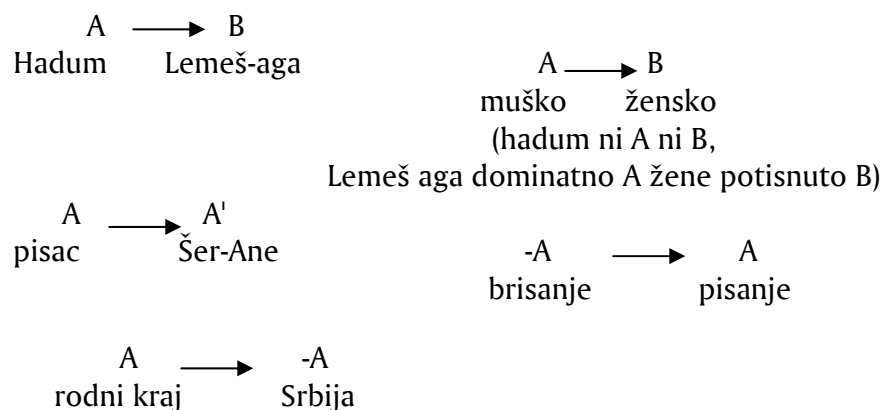 A → B
Hadum Lemeš-aga
A → B
muško žensko
(hadum ni A ni B,
Lemeš aga dominatno A žene potisnuto B)
A → A'
pisac Šer-Ane
-A → A
brisanje pisanje
A → -A
rodni kraj Srbija